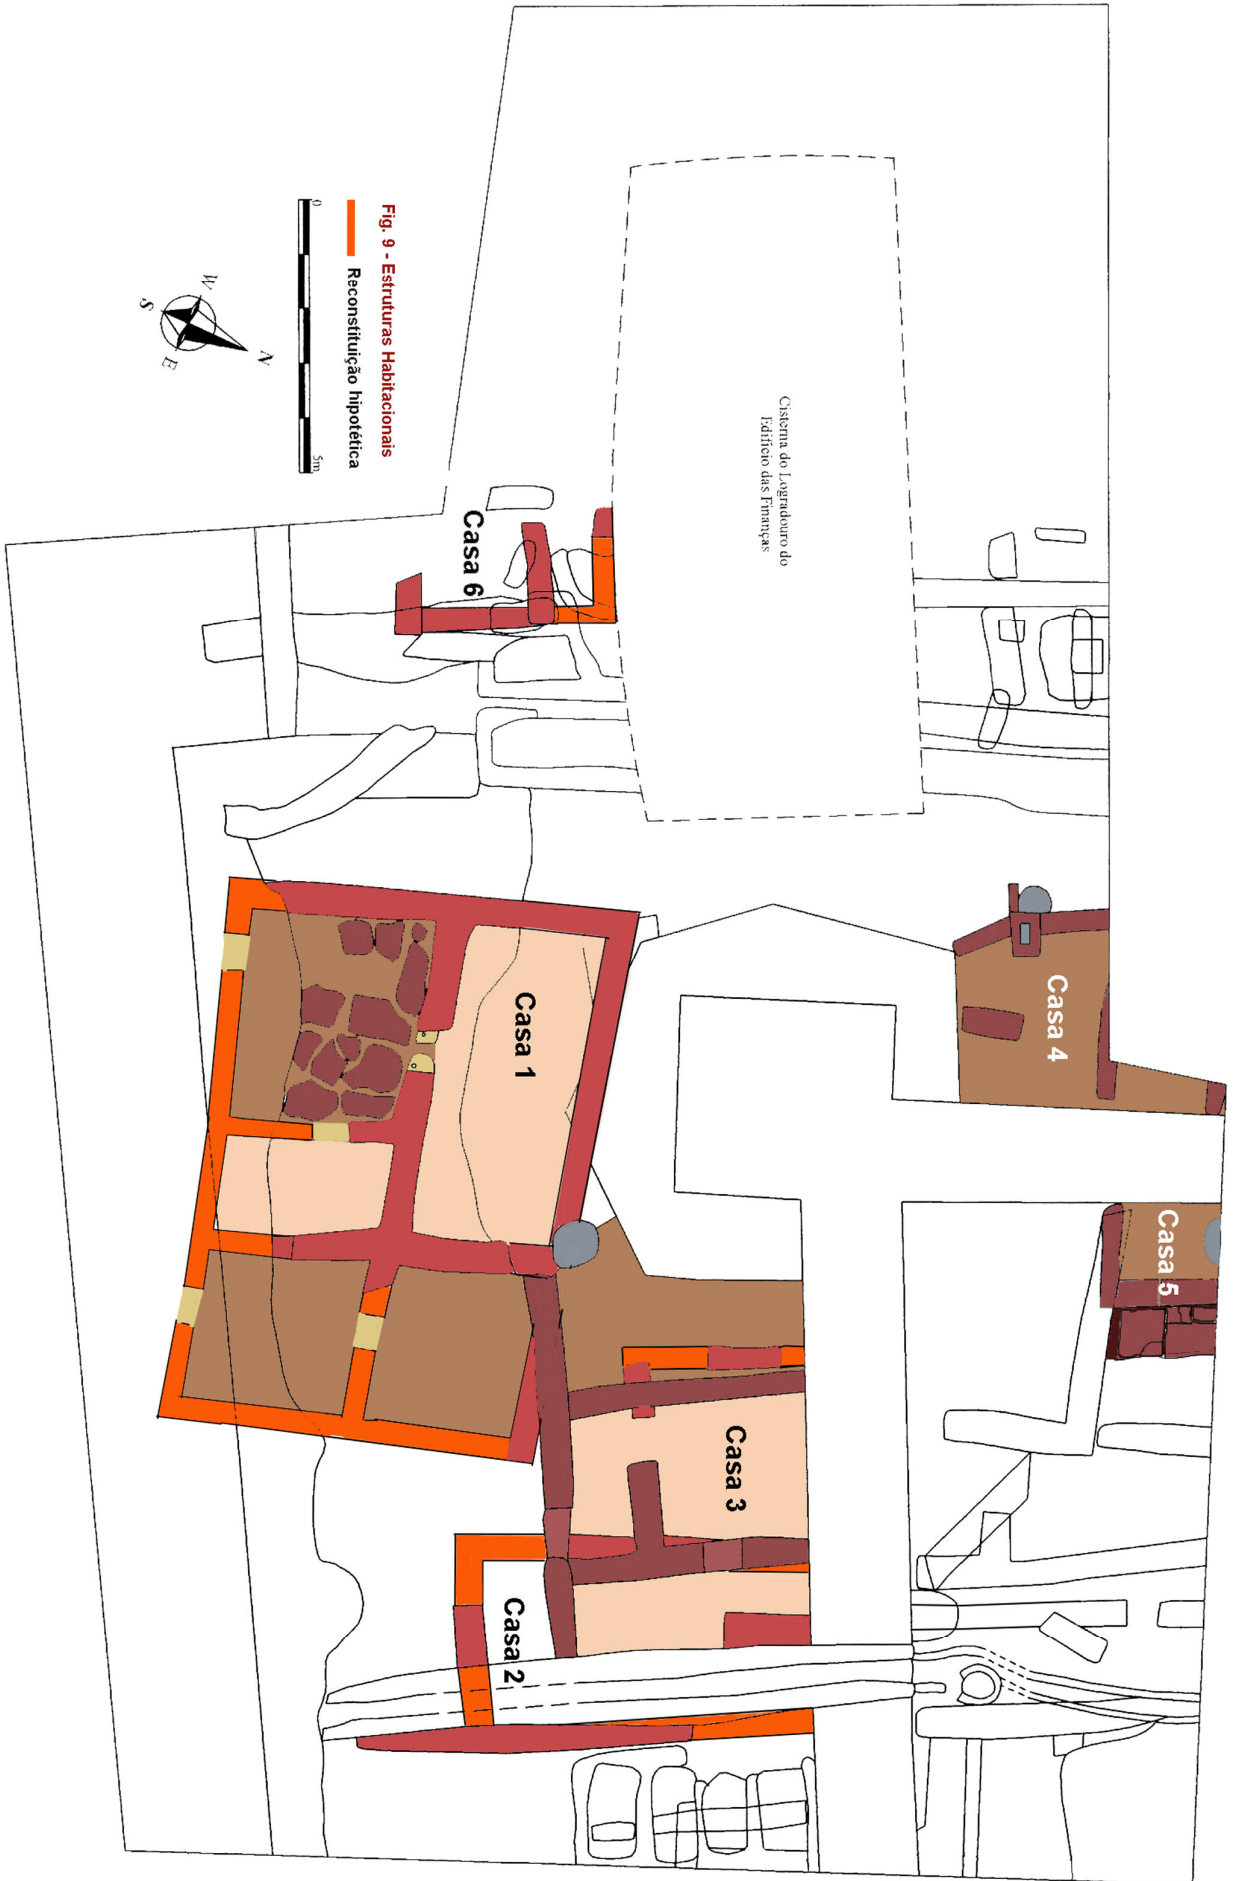 Cisterna do Logradouro do
Edifício das Finanças
Casa 4
Casa 5
Casa 6
Casa 1
Casa 3
Casa 2
Fig. 9 - Estruturas Habitacionais
Reconstituição hipotética
0
5m
N
W
E
S